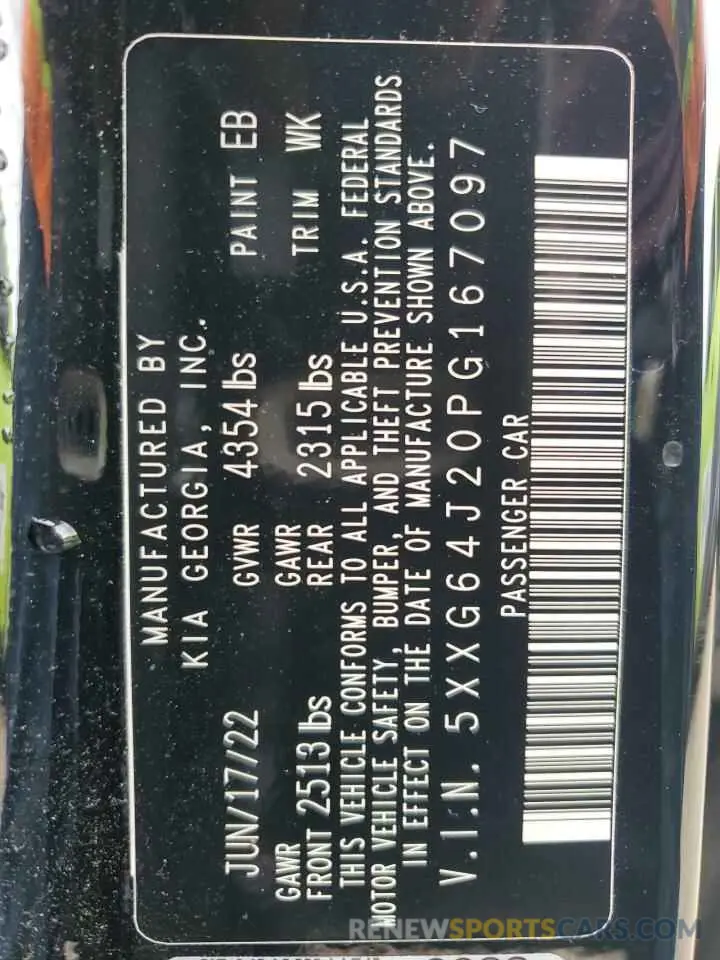 MANUFACTURED BY
KIA GEORGIA, INC.
JUN/17/22 GVWR 4354 lbs PAINT EB
GAWR GAWR
FRONT 2513 lbs REAR 2315 lbs TRIM WK
THIS VEHICLE CONFORMS TO ALL APPLICABLE U.S.A. FEDERAL
MOTOR VEHICLE SAFETY, BUMPER, AND THEFT PREVENTION STANDARDS
IN EFFECT ON THE DATE OF MANUFACTURE SHOWN ABOVE.
V.I.N. 5XXG64J20PG167097
PASSENGER CAR
RENEWSPORTSCARS.COM